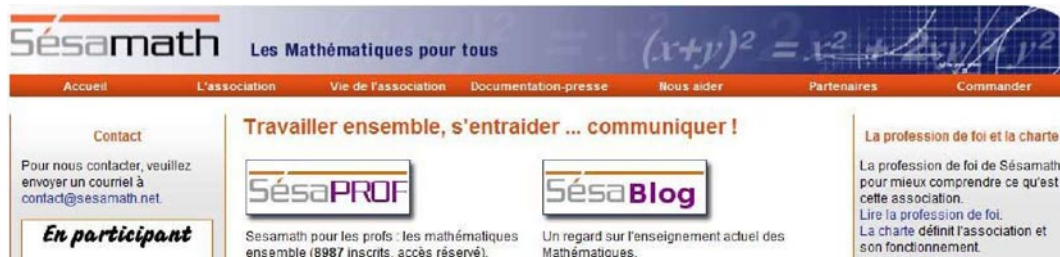 Sésamath
Les Mathématiques pour tous
(x+y)² = x² + 2xy + y²
Accueil
L'association
Vie de l'association
Documentation-presse
Nous aider
Partenaires
Commander
Contact
Pour nous contacter, veuillez
envoyer un courriel à
contact@sesamath.net.
En participant
Travailler ensemble, s'entraider ... communiquer !
SésaPROF
Sesamath pour les profs : les mathématiques
ensemble (8987 inscrits, accès réservé).
SésaBlog
Un regard sur l'enseignement actuel des
Mathématiques.
La profession de foi et la charte
La profession de foi de Sésamath
pour mieux comprendre ce qu'est
cette association.
Lire la profession de foi.
La charte définit l'association et
son fonctionnement.